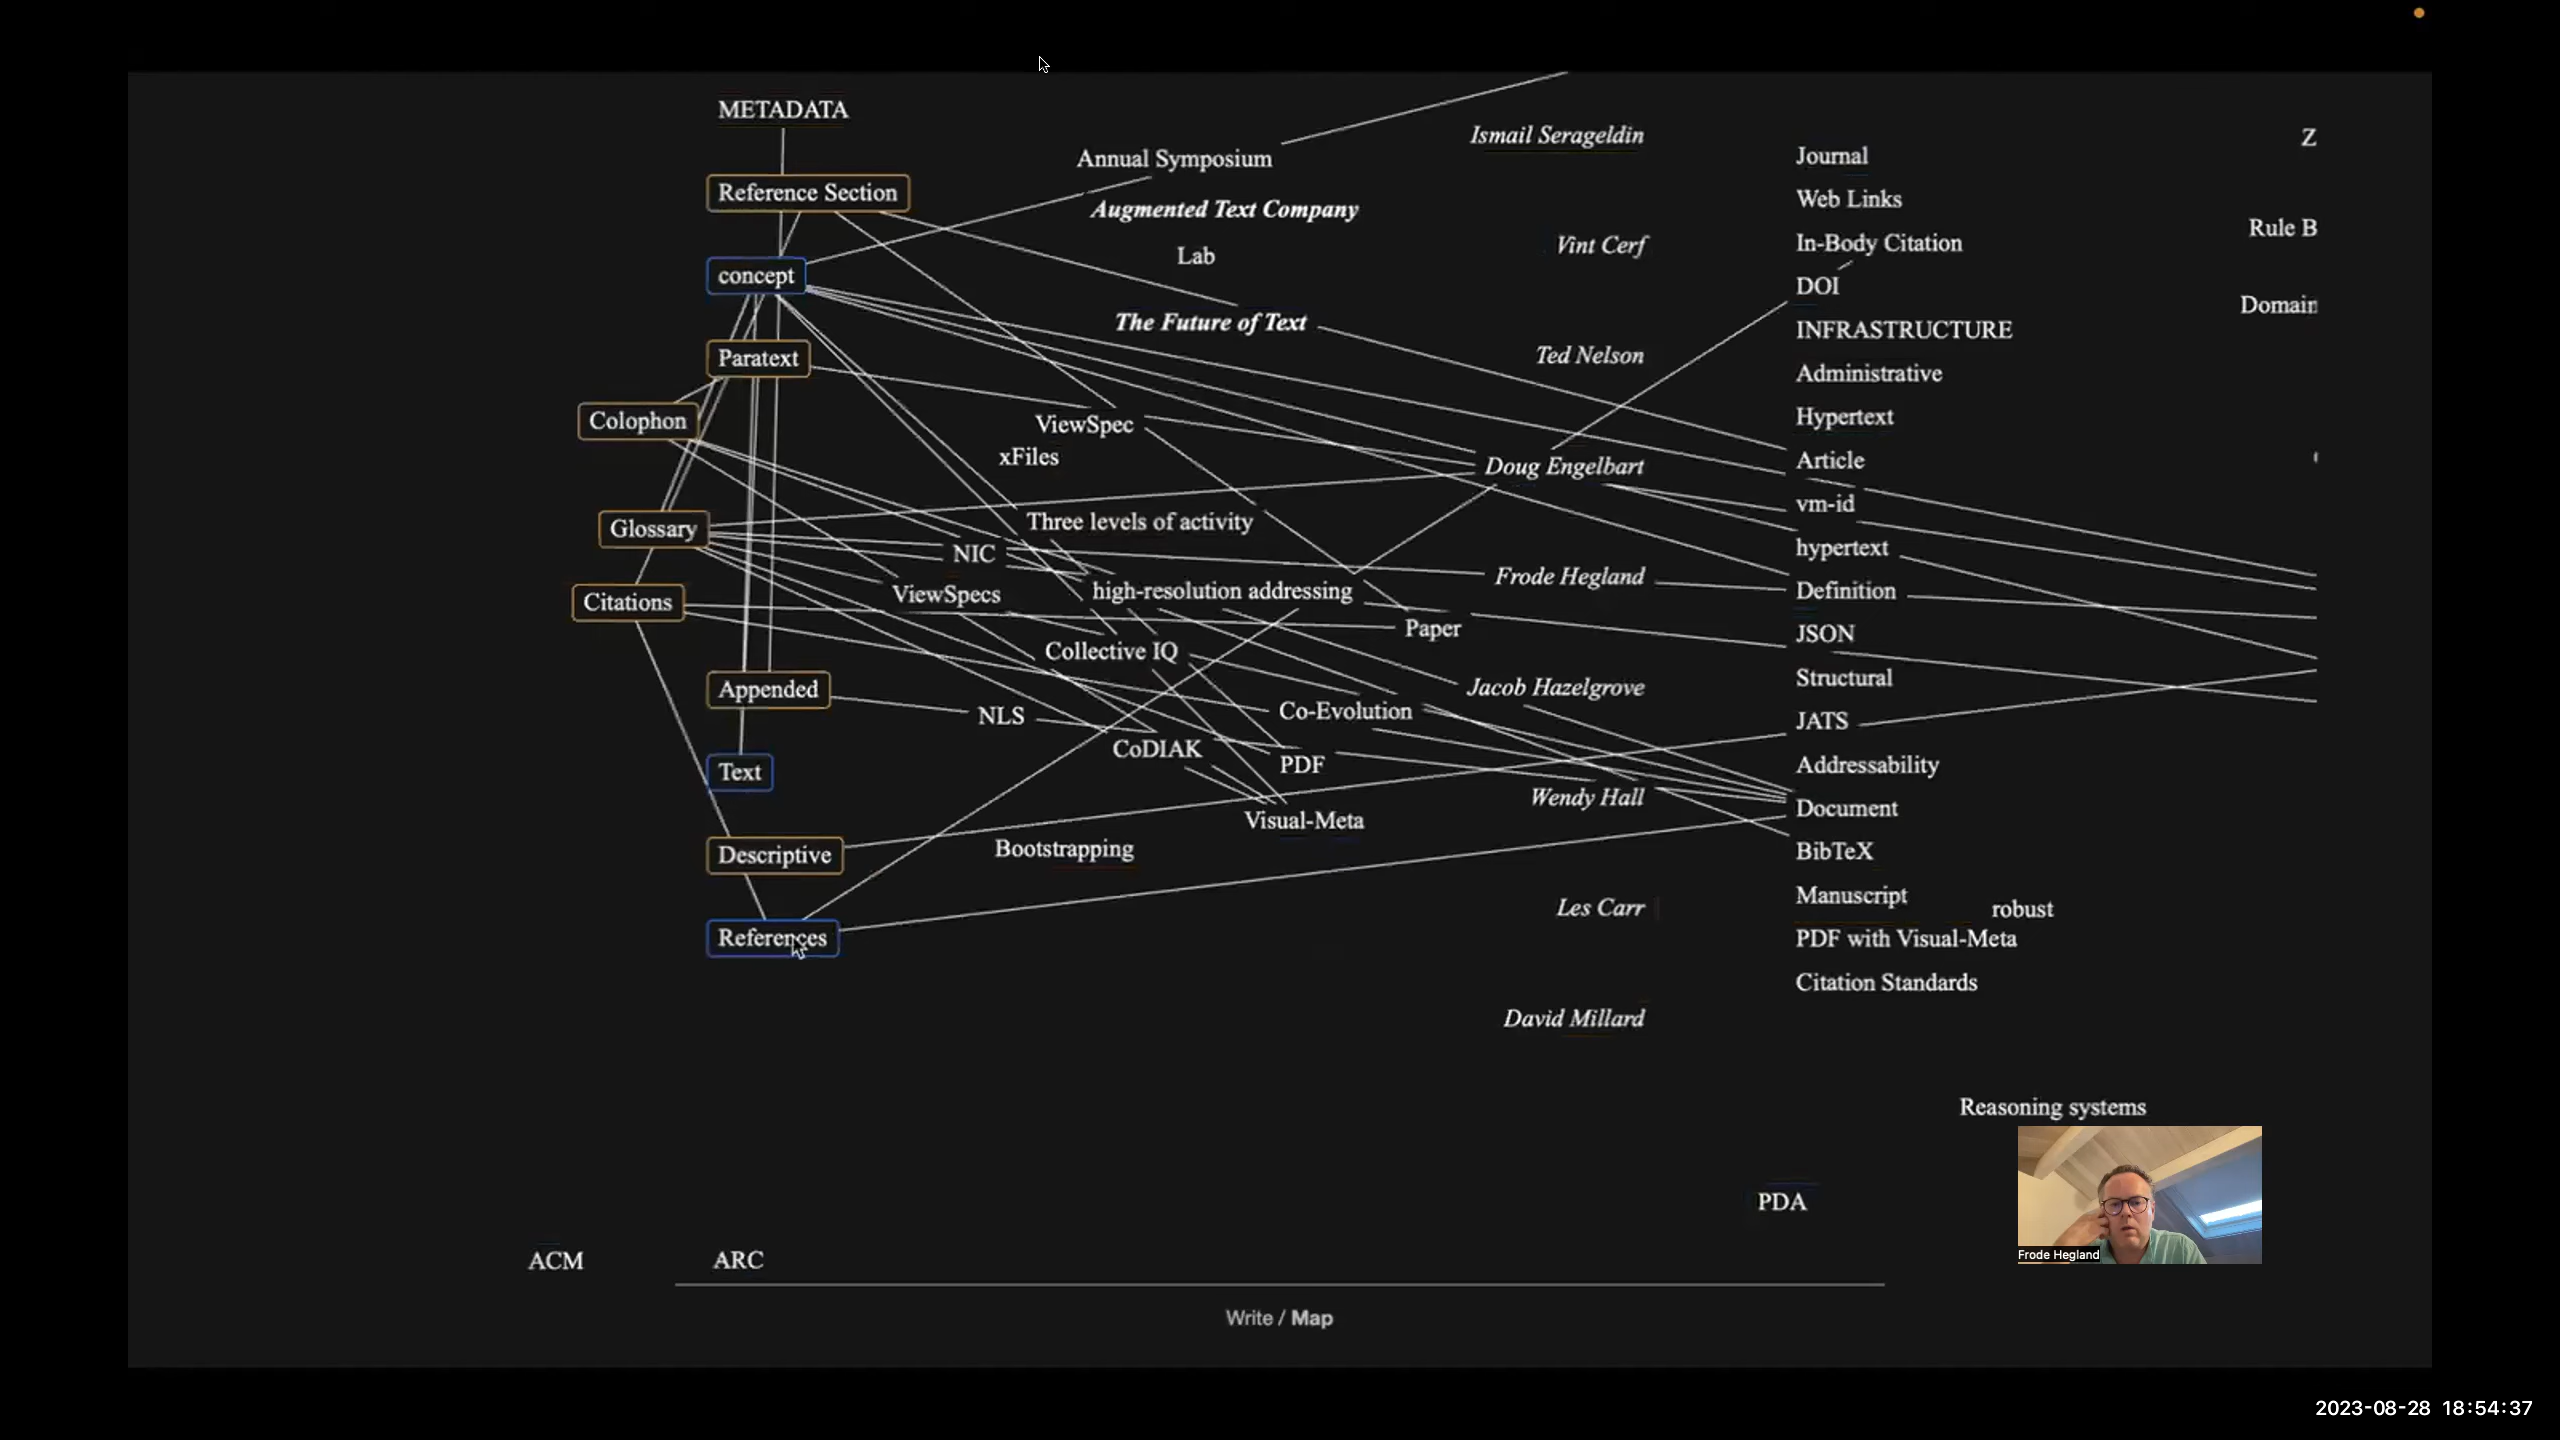 METADATA
Reference Section
concept
Paratext
Colophon
Glossary
Citations
Appended
Text
Descriptive
References
Annual Symposium
Augmented Text Company
Lab
The Future of Text
ViewSpec
xFiles
Three levels of activity
NIC
high-resolution addressing
ViewSpecs
Paper
Collective IQ
NLS
Co-Evolution
CoDIAK
PDF
Visual-Meta
Bootstrapping
Ismail Serageldin
Vint Cerf
Ted Nelson
Doug Engelbart
Frode Hegland
Jacob Hazelgrove
Wendy Hall
Les Carr
David Millard
Journal
Web Links
In-Body Citation
DOI
INFRASTRUCTURE
Administrative
Hypertext
Article
vm-id
hypertext
Definition
JSON
Structural
JATS
Addressability
Document
BibTeX
Manuscript
robust
PDF with Visual-Meta
Citation Standards
Z
Rule B
Domain
Reasoning systems
PDA
Frode Hegland
ACM
ARC
Write / Map
2023-08-28 18:54:37